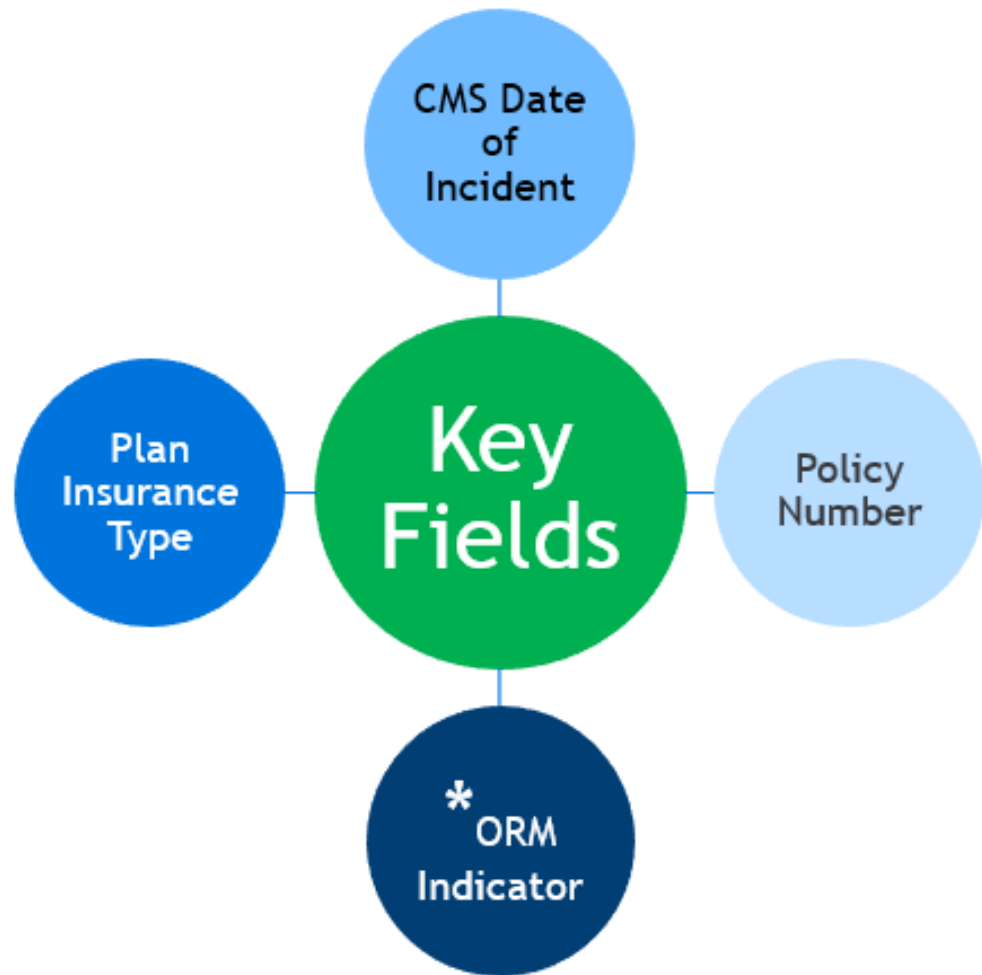 CMS Date
of
Incident
Plan
Insurance
Type
Key
Fields
Policy
Number
*ORM
Indicator